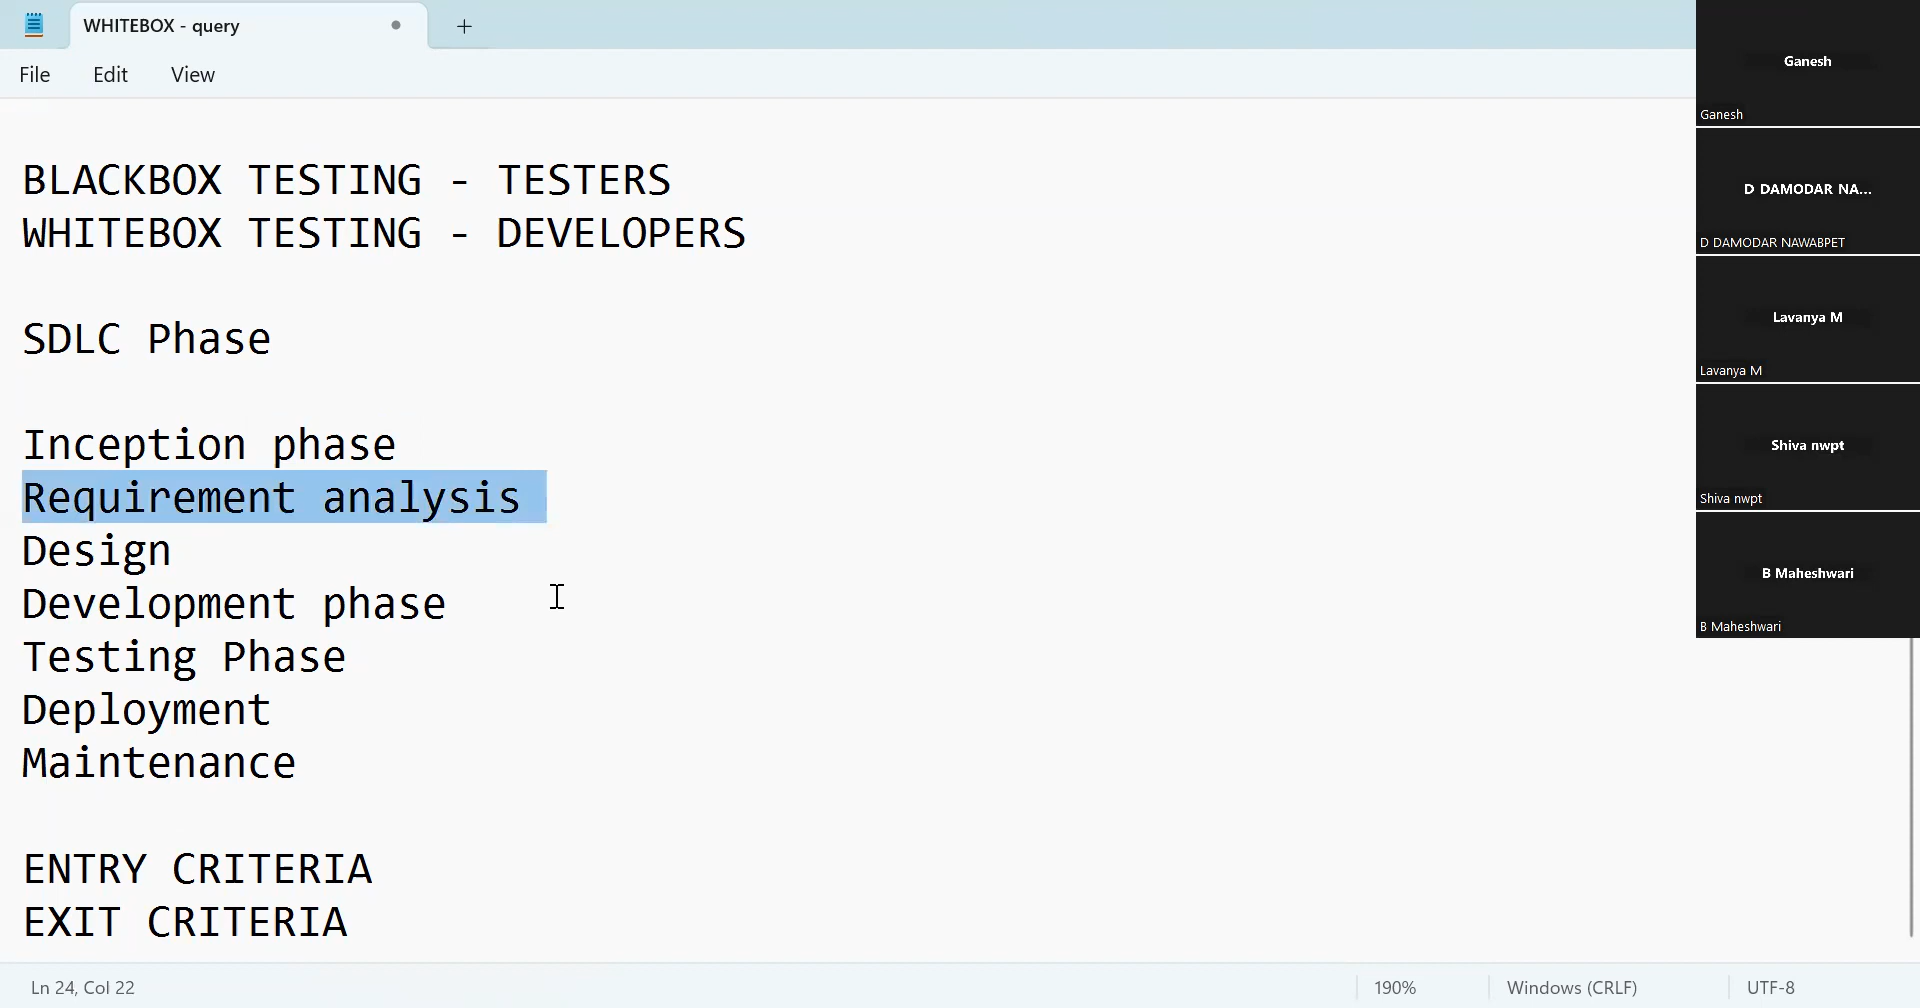 WHITEBOX - query
File Edit View
BLACKBOX TESTING - TESTERS
WHITEBOX TESTING - DEVELOPERS
SDLC Phase
Inception phase
Requirement analysis
Design
Development phase
Testing Phase
Deployment
Maintenance
ENTRY CRITERIA
EXIT CRITERIA
Ln 24, Col 22
190%
Windows (CRLF)
UTF-8
Ganesh
Ganesh
D DAMODAR NA...
D DAMODAR NAWABPET
Lavanya M
Lavanya M
Shiva nwpt
Shiva nwpt
B Maheshwari
B Maheshwari